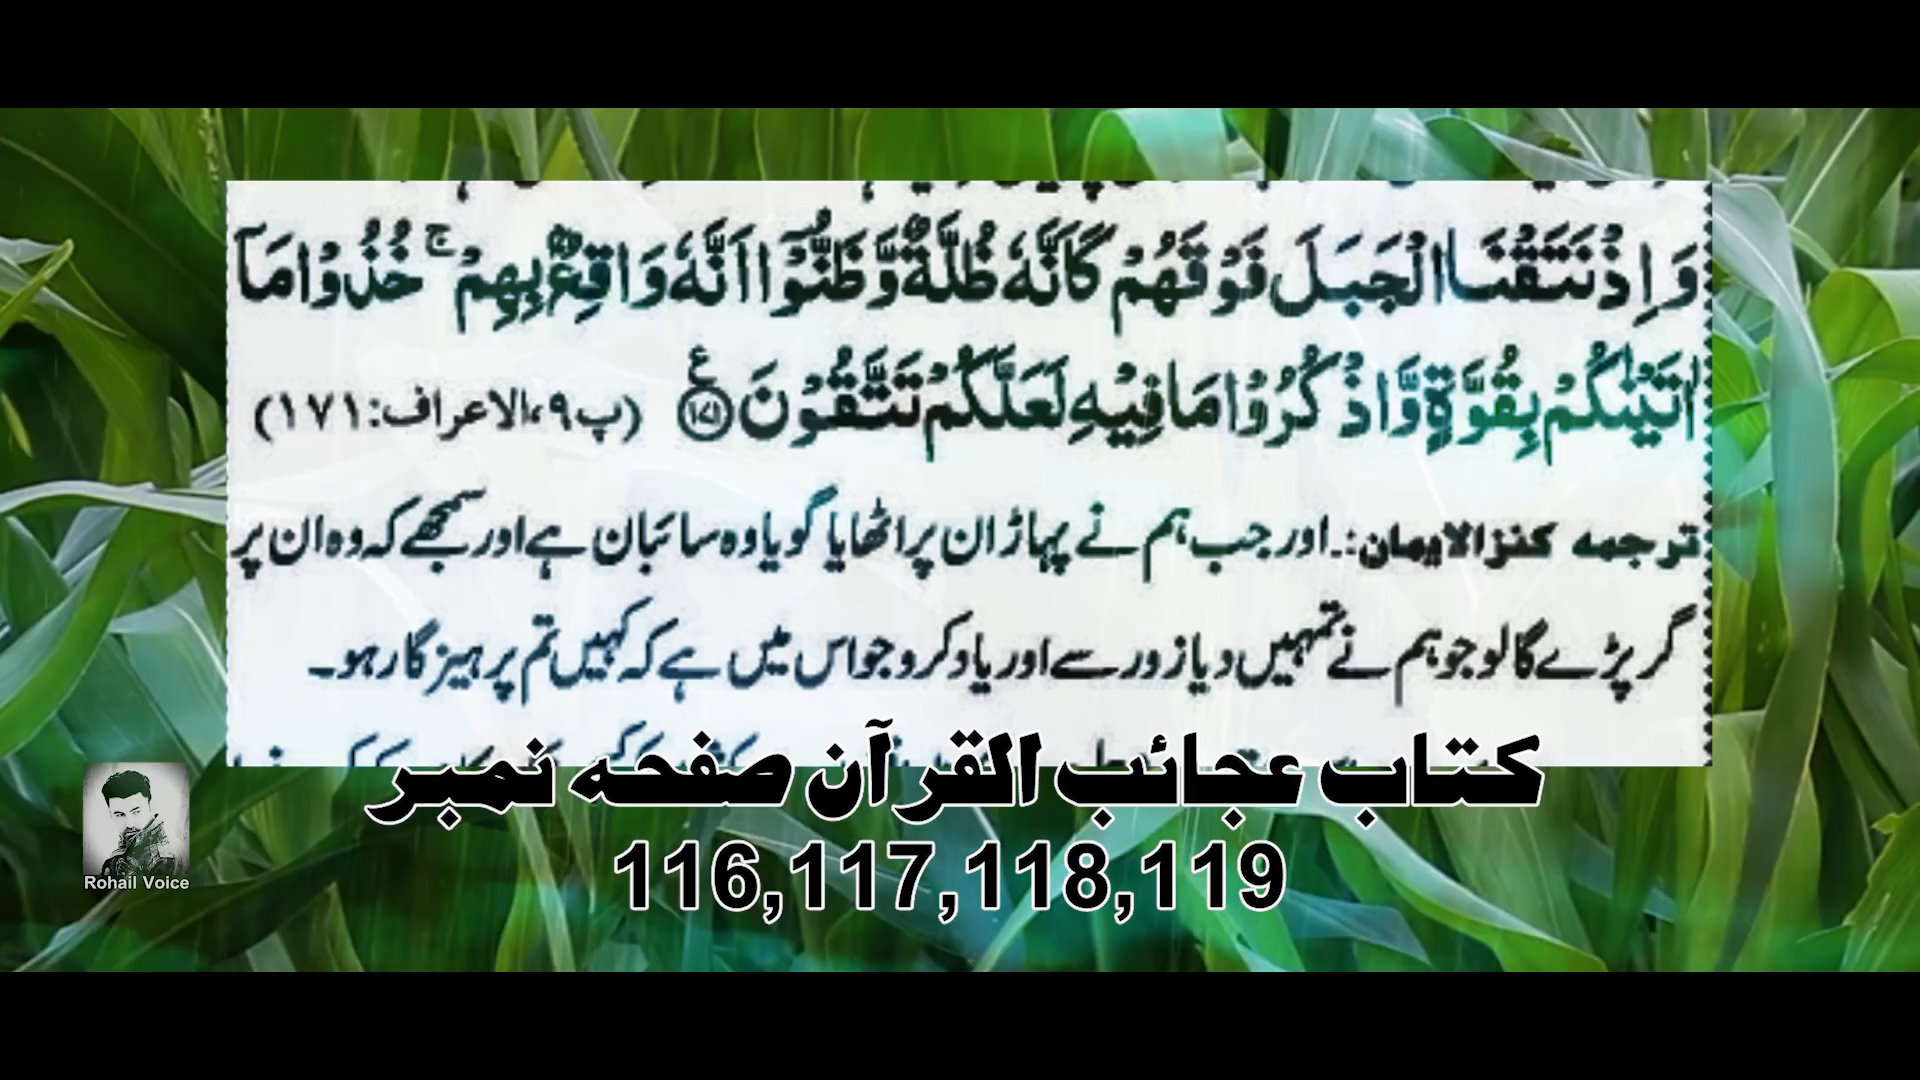 وَاِذْ نَتَقْنَا الْجَبَلَ فَوْقَهُمْ كَاَنَّهٗ ظُلَّةٌ وَّظَنُّوْۤا اَنَّهٗ وَاقِعٌۢ بِهِمْ ۚ خُذُوْا مَاۤ
اٰتَیْنٰكُمْ بِقُوَّةٍ وَّاذْكُرُوْا مَا فِیْهِ لَعَلَّكُمْ تَتَّقُوْنَ ﴿۱۷۱﴾ (پ۹،الاعراف:۱۷۱)
ترجمه کنزالایمان:۔ اور جب ہم نے پہاڑ ان پر اٹھایا گویا وہ سائبان ہے اور سمجھے کہ وہ ان پر
گر پڑے گا لو جو ہم نے تمہیں دیا زور سے اور یاد کرو جو اس میں ہے کہ کہیں تم پرہیزگار ہو۔
کتاب عجائب القرآن صفحہ نمبر
116,117,118,119
Rohail Voice